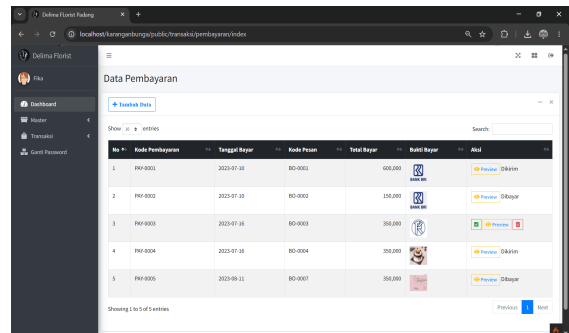 Delima FLorist Padang
localhost/karanganbunga/public/transaksi/pembayaran/index
Delima Florist
Fika
Dashboard
Master
Transaksi
Ganti Password
Data Pembayaran
+ Tambah Data
Show 10 entries
Search:
No Kode Pembayaran Tanggal Bayar Kode Pesan Total Bayar Bukti Bayar Aksi
1 PAY-0001 2023-07-10 BO-0001 600,000 BANK BRI Preview Dikirim
2 PAY-0002 2023-07-10 BO-0002 150,000 BANK BRI Preview Dibayar
3 PAY-0003 2023-07-16 BO-0003 350,000 Preview
4 PAY-0004 2023-07-16 BO-0004 350,000 Preview Dikirim
5 PAY-0005 2023-08-11 BO-0007 350,000 Preview Dibayar
Showing 1 to 5 of 5 entries
Previous 1 Next